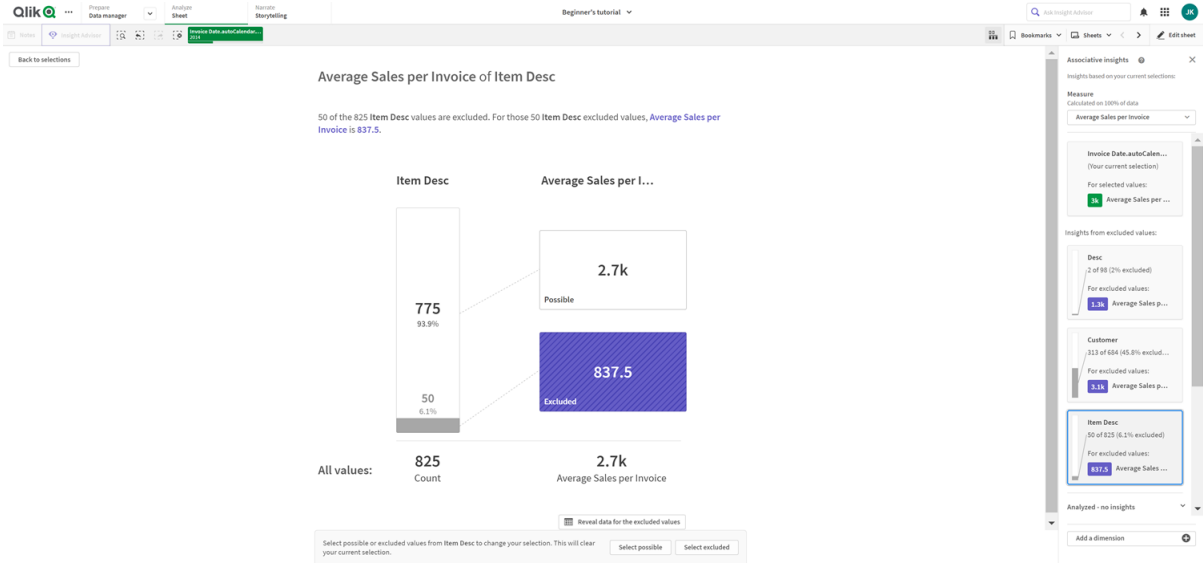 Qlik
Prepare
Data manager
Analyze
Sheet
Narrate
Storytelling
Beginner's tutorial
Ask Insight Advisor
JK
Notes
Insight Advisor
Invoice Date.autoCalendar....
2014
Bookmarks
Sheets
Edit sheet
Back to selections
Average Sales per Invoice of Item Desc
50 of the 825 Item Desc values are excluded. For those 50 Item Desc excluded values, Average Sales per
Invoice is 837.5.
Item Desc
Average Sales per I...
775
93.9%
2.7k
Possible
50
6.1%
837.5
Excluded
All values:
825
Count
2.7k
Average Sales per Invoice
Reveal data for the excluded values
Select possible or excluded values from Item Desc to change your selection. This will clear
your current selection.
Select possible
Select excluded
Associative insights
Insights based on your current selections:
Measure
Calculated on 100% of data
Average Sales per Invoice
Invoice Date.autoCalen...
(Your current selection)
For selected values:
3k Average Sales per ...
Insights from excluded values:
Desc
2 of 98 (2% excluded)
For excluded values:
1.3k Average Sales p...
Customer
313 of 684 (45.8% exclud...
For excluded values:
3.1k Average Sales p...
Item Desc
50 of 825 (6.1% excluded)
For excluded values:
837.5 Average Sales ...
Analyzed - no insights
Add a dimension